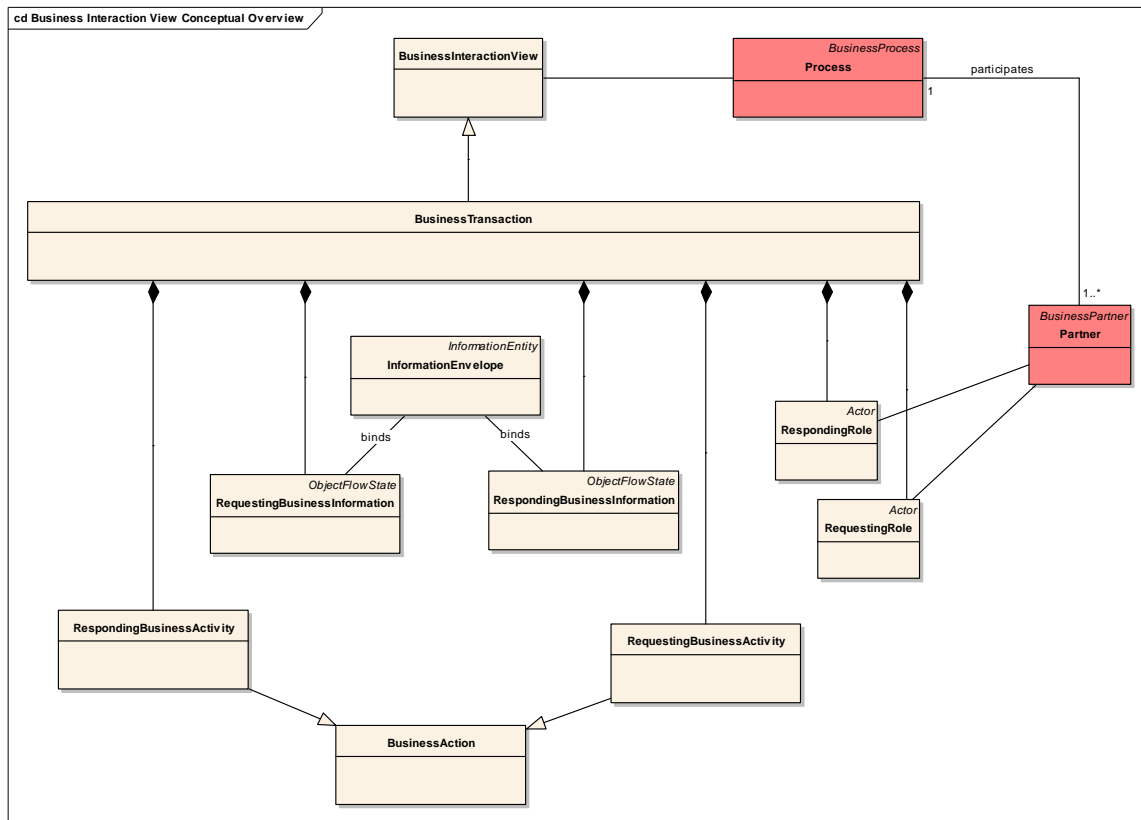 cd Business Interaction View Conceptual Overview
BusinessInteractionView
BusinessProcess
Process
participates
1
BusinessTransaction
1..*
BusinessPartner
Partner
InformationEntity
InformationEnvelope
binds
binds
Actor
RespondingRole
ObjectFlowState
RequestingBusinessInformation
ObjectFlowState
RespondingBusinessInformation
Actor
RequestingRole
RespondingBusinessActivity
RequestingBusinessActivity
BusinessAction